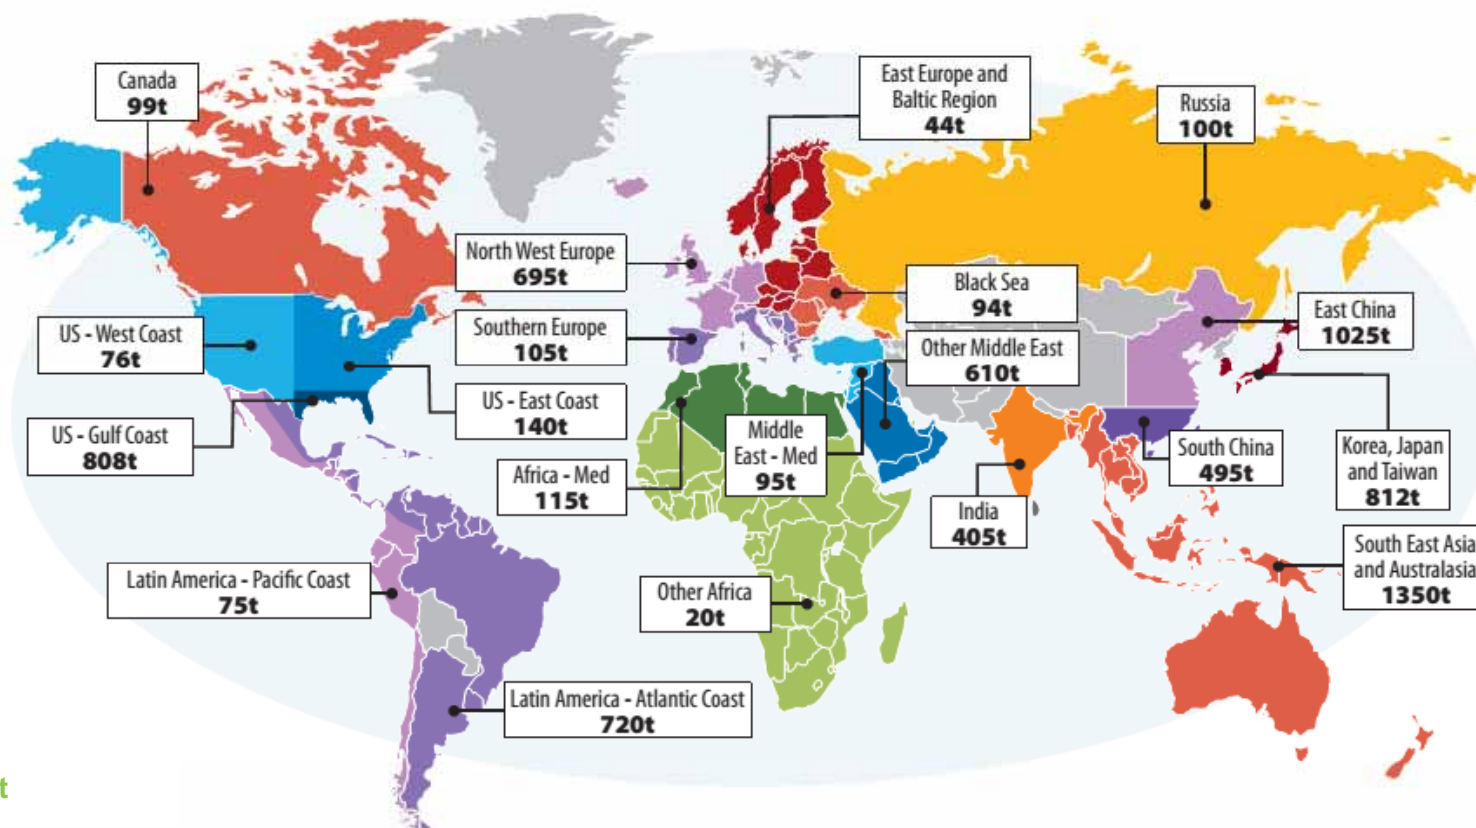 Canada
99t
East Europe and
Baltic Region
44t
Russia
100t
North West Europe
695t
Black Sea
94t
East China
1025t
US - West Coast
76t
Southern Europe
105t
Other Middle East
610t
US - East Coast
140t
US - Gulf Coast
808t
Middle
East - Med
95t
South China
495t
Korea, Japan
and Taiwan
812t
Africa - Med
115t
India
405t
South East Asia
and Australasia
1350t
Latin America - Pacific Coast
75t
Other Africa
20t
Latin America - Atlantic Coast
720t
t